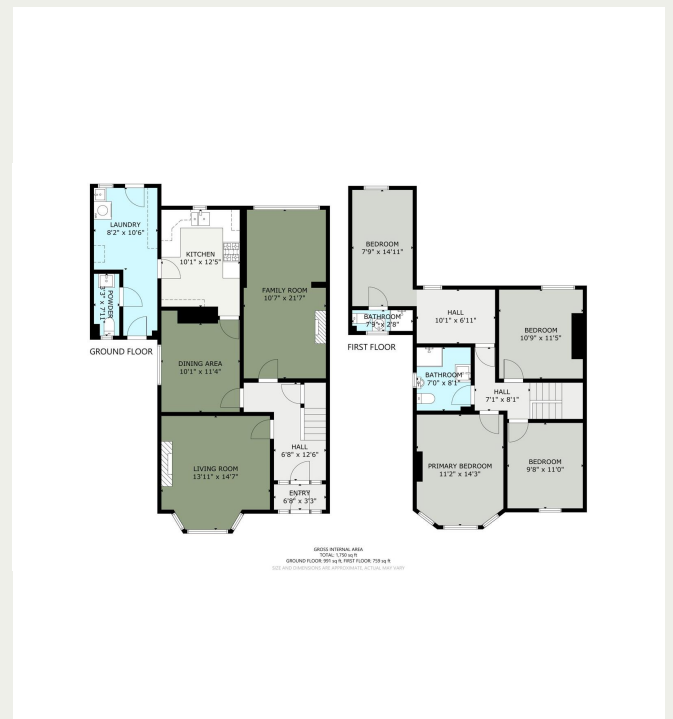 LAUNDRY
8'2" x 10'6"
POWDER
3'3" x 7'11"
KITCHEN
10'1" x 12'5"
FAMILY ROOM
10'7" x 21'7"
GROUND FLOOR
DINING AREA
10'1" x 11'4"
HALL
6'8" x 12'6"
LIVING ROOM
13'11" x 14'7"
ENTRY
6'8" x 3'3"
BEDROOM
7'9" x 14'11"
BATHROOM
7'9" x 2'8"
FIRST FLOOR
HALL
10'1" x 6'11"
BEDROOM
10'9" x 11'5"
BATHROOM
7'0" x 8'1"
HALL
7'1" x 8'1"
PRIMARY BEDROOM
11'2" x 14'3"
BEDROOM
9'8" x 11'0"
GROSS INTERNAL AREA
TOTAL: 1,750 sq ft
GROUND FLOOR: 991 sq ft, FIRST FLOOR: 759 sq ft
SIZE AND DIMENSIONS ARE APPROXIMATE, ACTUAL MAY VARY